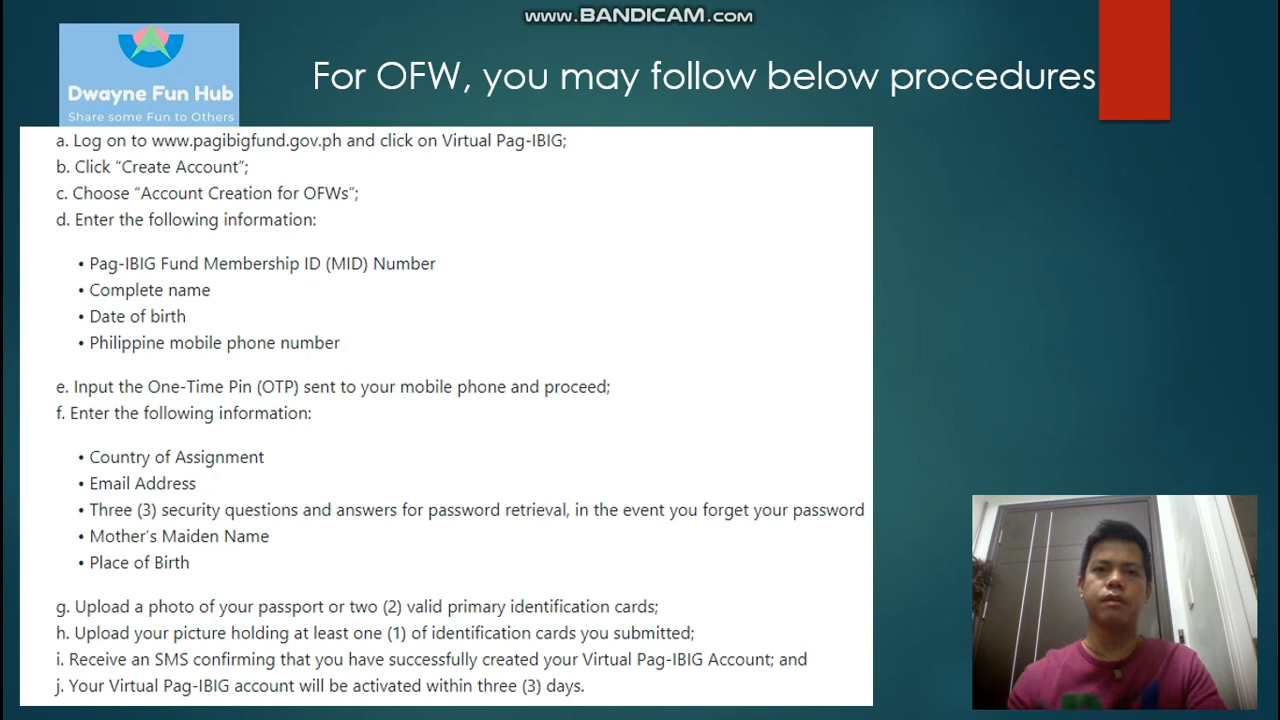 www.BANDICAM.com
Dwayne Fun Hub
Share some Fun to Others
For OFW, you may follow below procedures
a. Log on to www.pagibigfund.gov.ph and click on Virtual Pag-IBIG;
b. Click “Create Account”;
c. Choose “Account Creation for OFWs”;
d. Enter the following information:
• Pag-IBIG Fund Membership ID (MID) Number
• Complete name
• Date of birth
• Philippine mobile phone number
e. Input the One-Time Pin (OTP) sent to your mobile phone and proceed;
f. Enter the following information:
• Country of Assignment
• Email Address
• Three (3) security questions and answers for password retrieval, in the event you forget your password
• Mother’s Maiden Name
• Place of Birth
g. Upload a photo of your passport or two (2) valid primary identification cards;
h. Upload your picture holding at least one (1) of identification cards you submitted;
i. Receive an SMS confirming that you have successfully created your Virtual Pag-IBIG Account; and
j. Your Virtual Pag-IBIG account will be activated within three (3) days.